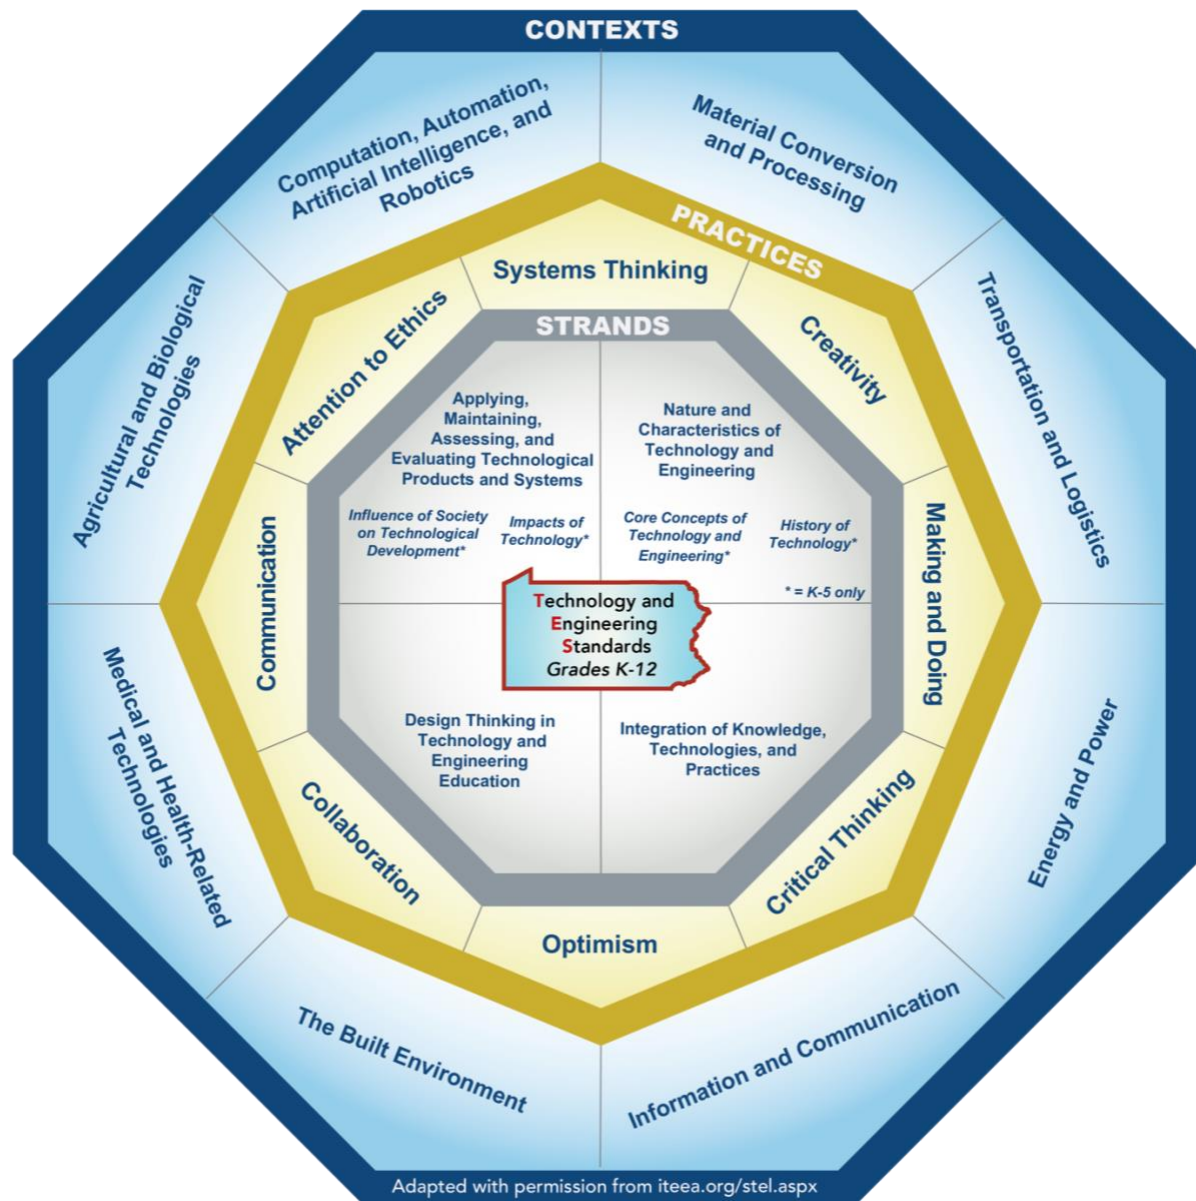 CONTEXTS
Computation, Automation,
Artificial Intelligence, and
Robotics
Material Conversion
and Processing
Transportation and Logistics
Energy and Power
Information and Communication
The Built Environment
Medical and Health-Related
Technologies
Agricultural and Biological
Technologies
PRACTICES
Systems Thinking
Creativity
Making and Doing
Critical Thinking
Optimism
Collaboration
Communication
Attention to Ethics
STRANDS
Applying,
Maintaining,
Assessing, and
Evaluating Technological
Products and Systems
Influence of Society
on Technological
Development*
Impacts of
Technology*
Nature and
Characteristics of
Technology and
Engineering
Core Concepts of
Technology and
Engineering*
History of
Technology*
* = K-5 only
Technology and
Engineering
Standards
Grades K-12
Design Thinking in
Technology and
Engineering
Education
Integration of Knowledge,
Technologies, and
Practices
Adapted with permission from iteea.org/stel.aspx